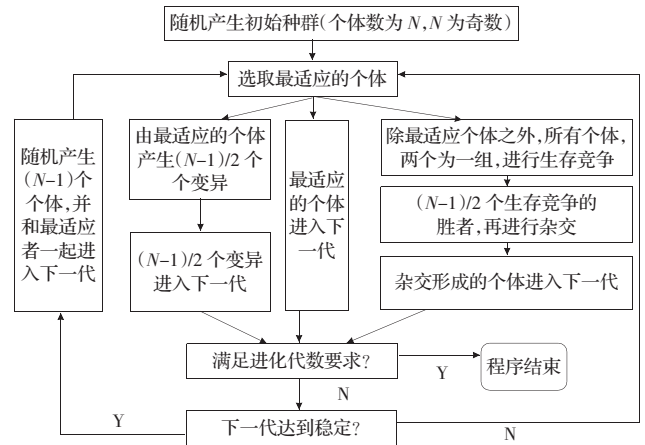 随机产生初始种群(个体数为 N,N 为奇数)
选取最适应的个体
随机产生
(N–1)个
个体,并
和最适应
者一起进
入下一代
由最适应的个体
产生(N–1)/2 个
个变异
(N–1)/2 个变异
进入下一代
最适应
的个体
进入下
一代
除最适应个体之外,所有个体,
两个为一组,进行生存竞争
(N–1)/2 个生存竞争的
胜者,再进行杂交
杂交形成的个体进入下一代
满足进化代数要求?
Y
程序结束
N
下一代达到稳定?
Y
N